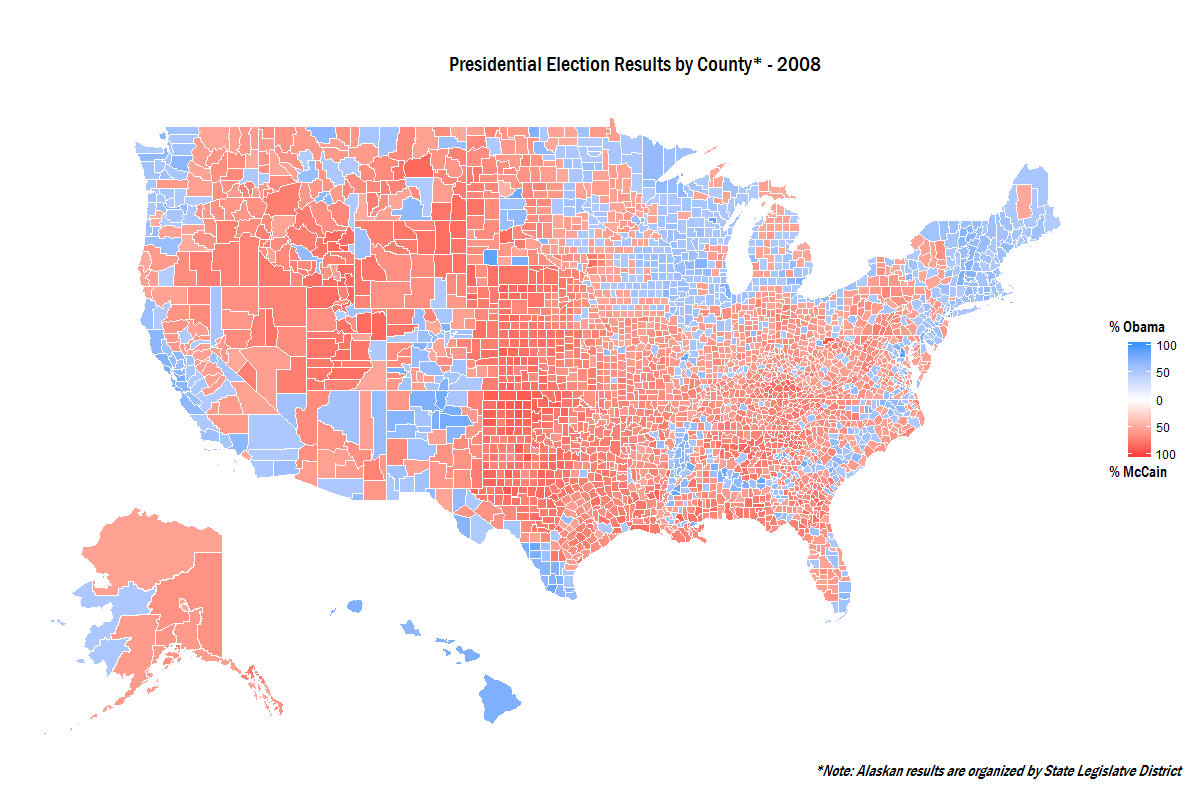 Presidential Election Results by County* - 2008
% Obama
100
50
0
50
100
% McCain
*Note: Alaskan results are organized by State Legislatve District